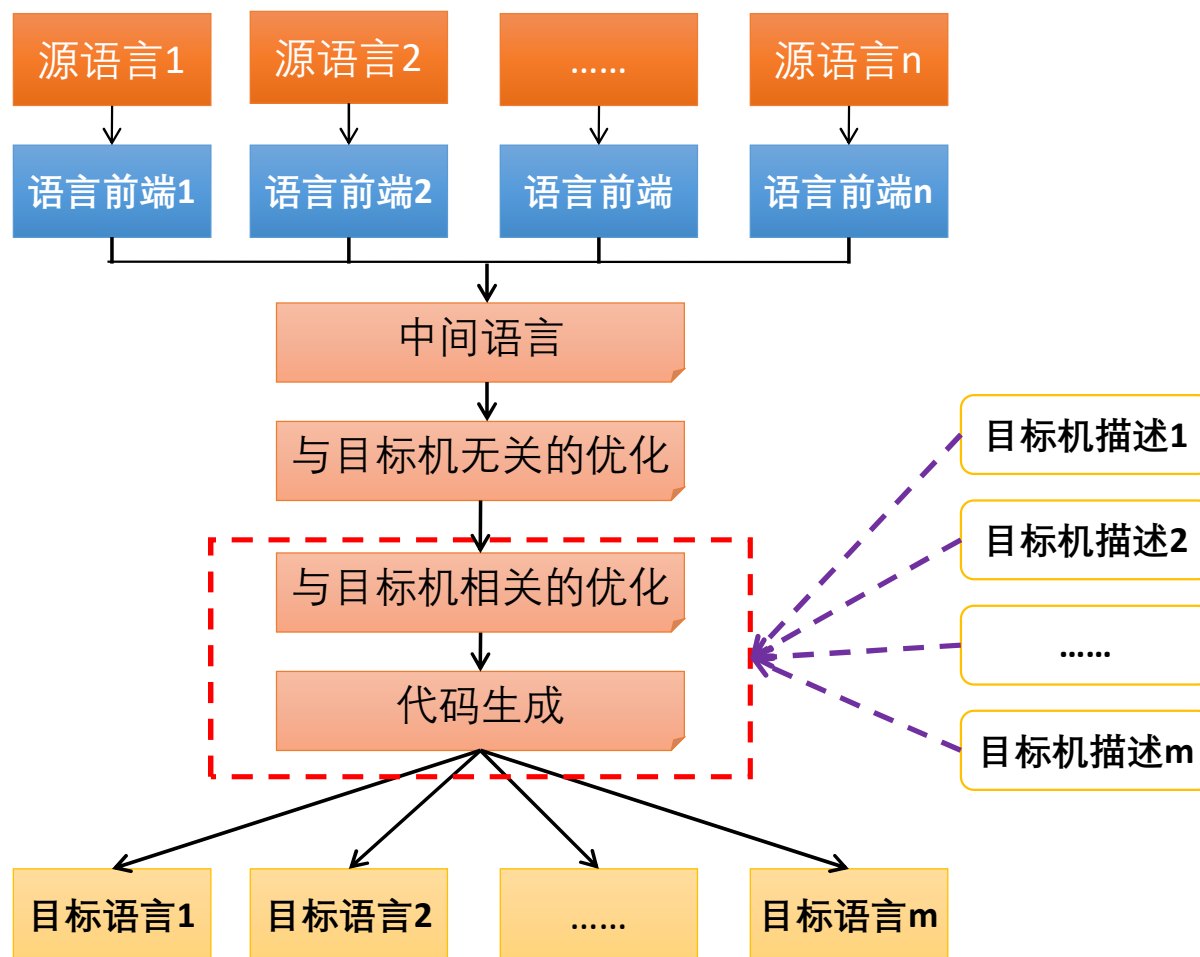 源语言1
源语言2
……
源语言n
语言前端1
语言前端2
语言前端
语言前端n
中间语言
与目标机无关的优化
与目标机相关的优化
代码生成
目标机描述1
目标机描述2
……
目标机描述m
目标语言1
目标语言2
……
目标语言m